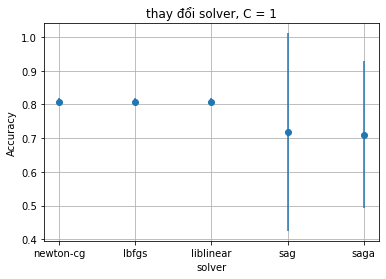 thay đổi solver, C = 1
1.0
0.9
0.8
0.7
0.6
0.5
0.4
Accuracy
newton-cg lbfgs liblinear sag saga
solver